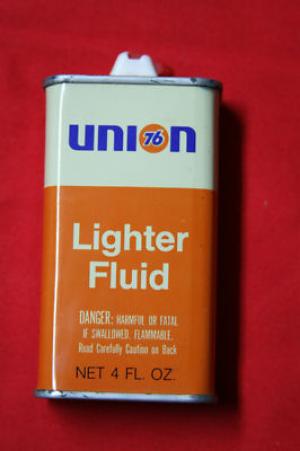 union 76
Lighter
Fluid
DANGER: HARMFUL OR FATAL
IF SWALLOWED. FLAMMABLE.
Read Carefully Caution on Back
NET 4 FL. OZ.